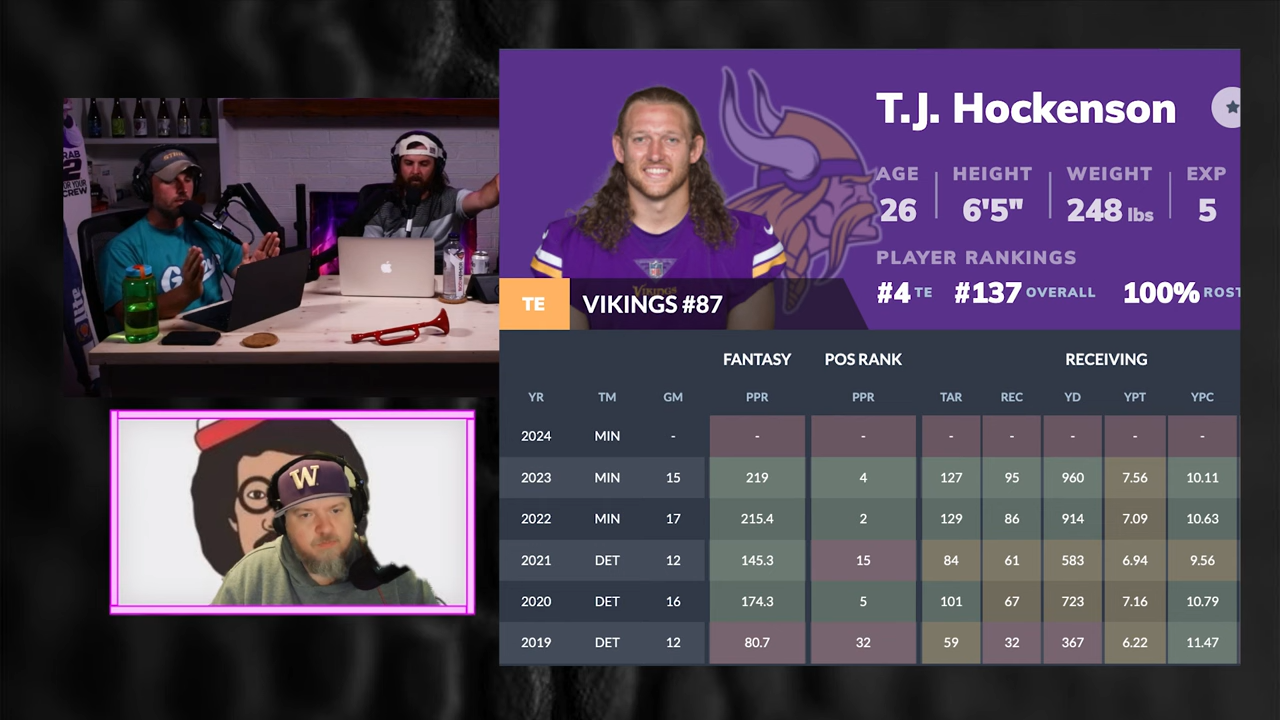 T.J. Hockenson
AGE HEIGHT WEIGHT EXP
26 6'5" 248 lbs 5
PLAYER RANKINGS
#4 TE #137 OVERALL 100% ROST
TE VIKINGS #87
FANTASY POS RANK RECEIVING
YR TM GM PPR PPR TAR REC YD YPT YPC
2024 MIN - - - - - - - -
2023 MIN 15 219 4 127 95 960 7.56 10.11
2022 MIN 17 215.4 2 129 86 914 7.09 10.63
2021 DET 12 145.3 15 84 61 583 6.94 9.56
2020 DET 16 174.3 5 101 67 723 7.16 10.79
2019 DET 12 80.7 32 59 32 367 6.22 11.47
VIKINGS
W